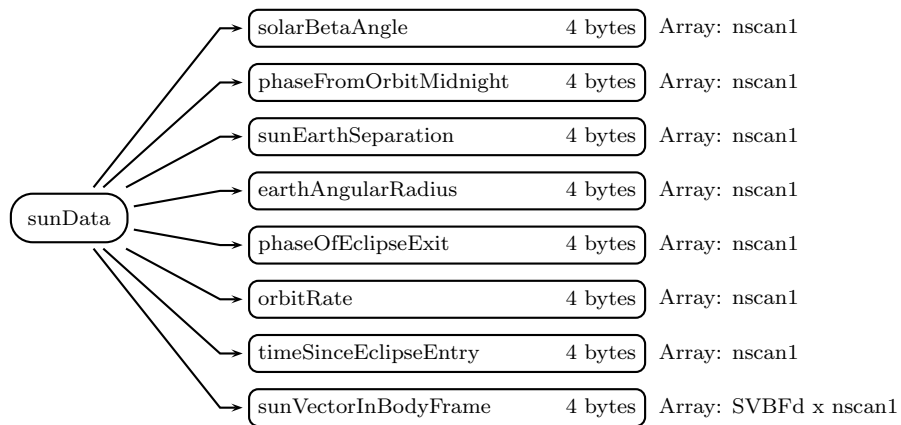 solarBetaAngle 4 bytes Array: nscan1
phaseFromOrbitMidnight 4 bytes Array: nscan1
sunEarthSeparation 4 bytes Array: nscan1
earthAngularRadius 4 bytes Array: nscan1
sunData
phaseOfEclipseExit 4 bytes Array: nscan1
orbitRate 4 bytes Array: nscan1
timeSinceEclipseEntry 4 bytes Array: nscan1
sunVectorInBodyFrame 4 bytes Array: SVBFd x nscan1